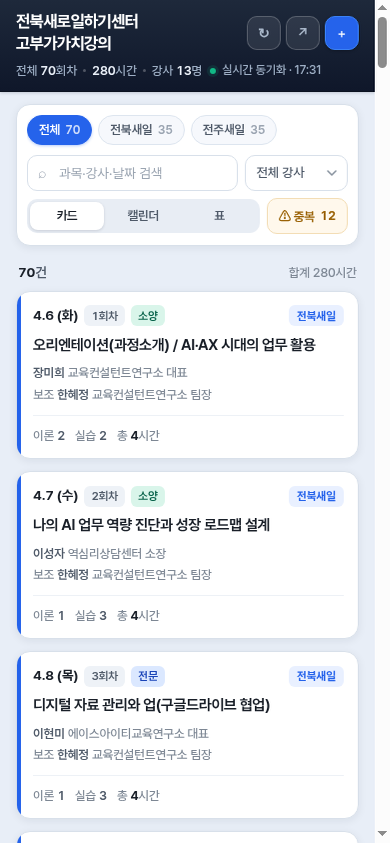 전북새로일하기센터
고부가가치강의
↻ ↗ +
전체 70회차 • 280시간 • 강사 13명 실시간 동기화 · 17:31
전체 70 전북새일 35 전주새일 35
과목·강사·날짜 검색 전체 강사
카드 캘린더 표 중복 12
70건 합계 280시간
4.6 (화) 1회차 소양 전북새일
오리엔테이션(과정소개) / AI·AX 시대의 업무 활용
장미희 교육컨설턴트연구소 대표
보조 한혜정 교육컨설턴트연구소 팀장
이론 2 실습 2 총 4시간
4.7 (수) 2회차 소양 전북새일
나의 AI 업무 역량 진단과 성장 로드맵 설계
이성자 역심리상담센터 소장
보조 한혜정 교육컨설턴트연구소 팀장
이론 1 실습 3 총 4시간
4.8 (목) 3회차 전문 전북새일
디지털 자료 관리와 업(구글드라이브 협업)
이현미 에이스아이티교육연구소 대표
보조 한혜정 교육컨설턴트연구소 팀장
이론 1 실습 3 총 4시간